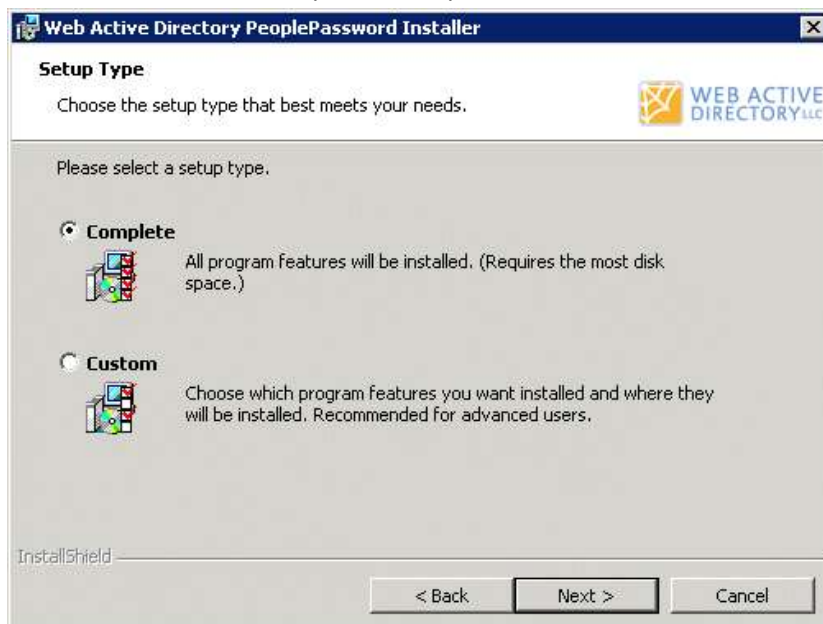 Web Active Directory PeoplePassword Installer
Setup Type
Choose the setup type that best meets your needs.
WEB ACTIVE
DIRECTORY LLC
Please select a setup type.
Complete
All program features will be installed. (Requires the most disk
space.)
Custom
Choose which program features you want installed and where they
will be installed. Recommended for advanced users.
InstallShield
< Back
Next >
Cancel